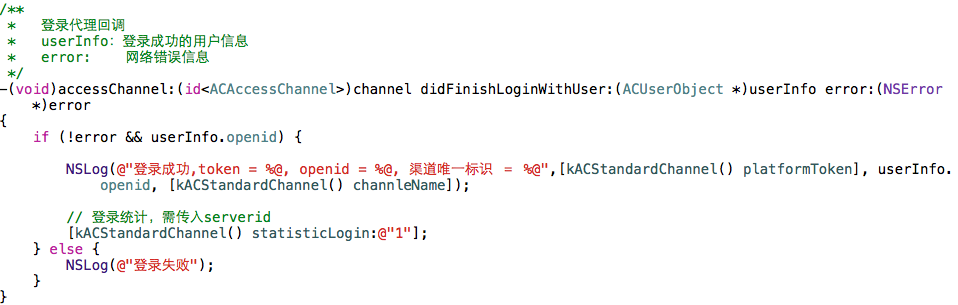 /**
 *   登录代理回调
 *   userInfo: 登录成功的用户信息
 *   error:    网络错误信息
 */
-(void)accessChannel:(id<ACAccessChannel>)channel didFinishLoginWithUser:(ACUserObject *)userInfo error:(NSError
    *)error
{
    if (!error && userInfo.openid) {
        NSLog(@"登录成功,token = %@, openid = %@, 渠道唯一标识 = %@",[kACStandardChannel() platformToken], userInfo.
            openid, [kACStandardChannel() channleName]);
        // 登录统计，需传入serverid
        [kACStandardChannel() statisticLogin:@"1"];
    } else {
        NSLog(@"登录失败");
    }
}